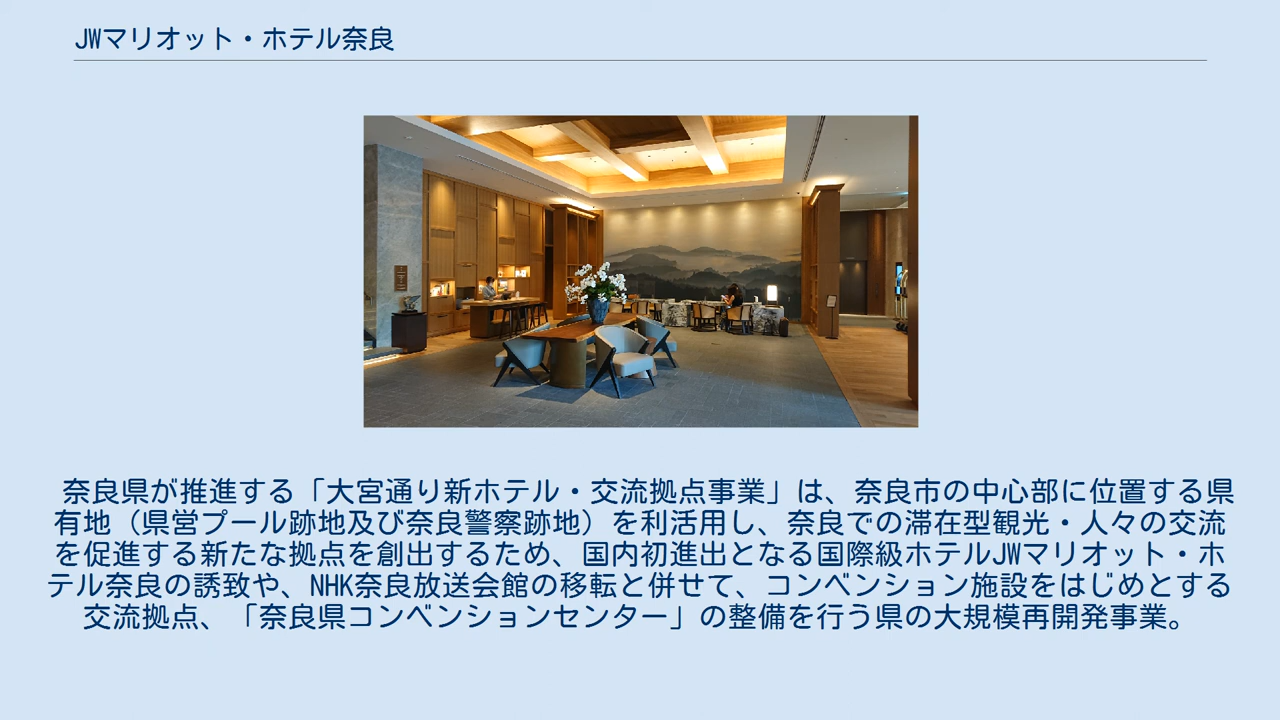 JWマリオット・ホテル奈良
奈良県が推進する「大宮通り新ホテル・交流拠点事業」は、奈良市の中心部に位置する県
有地（県営プール跡地及び奈良警察跡地）を利活用し、奈良での滞在型観光・人々の交流
を促進する新たな拠点を創出するため、国内初進出となる国際級ホテルJWマリオット・ホ
テル奈良の誘致や、NHK奈良放送会館の移転と併せて、コンベンション施設をはじめとする
交流拠点、「奈良県コンベンションセンター」の整備を行う県の大規模再開発事業。